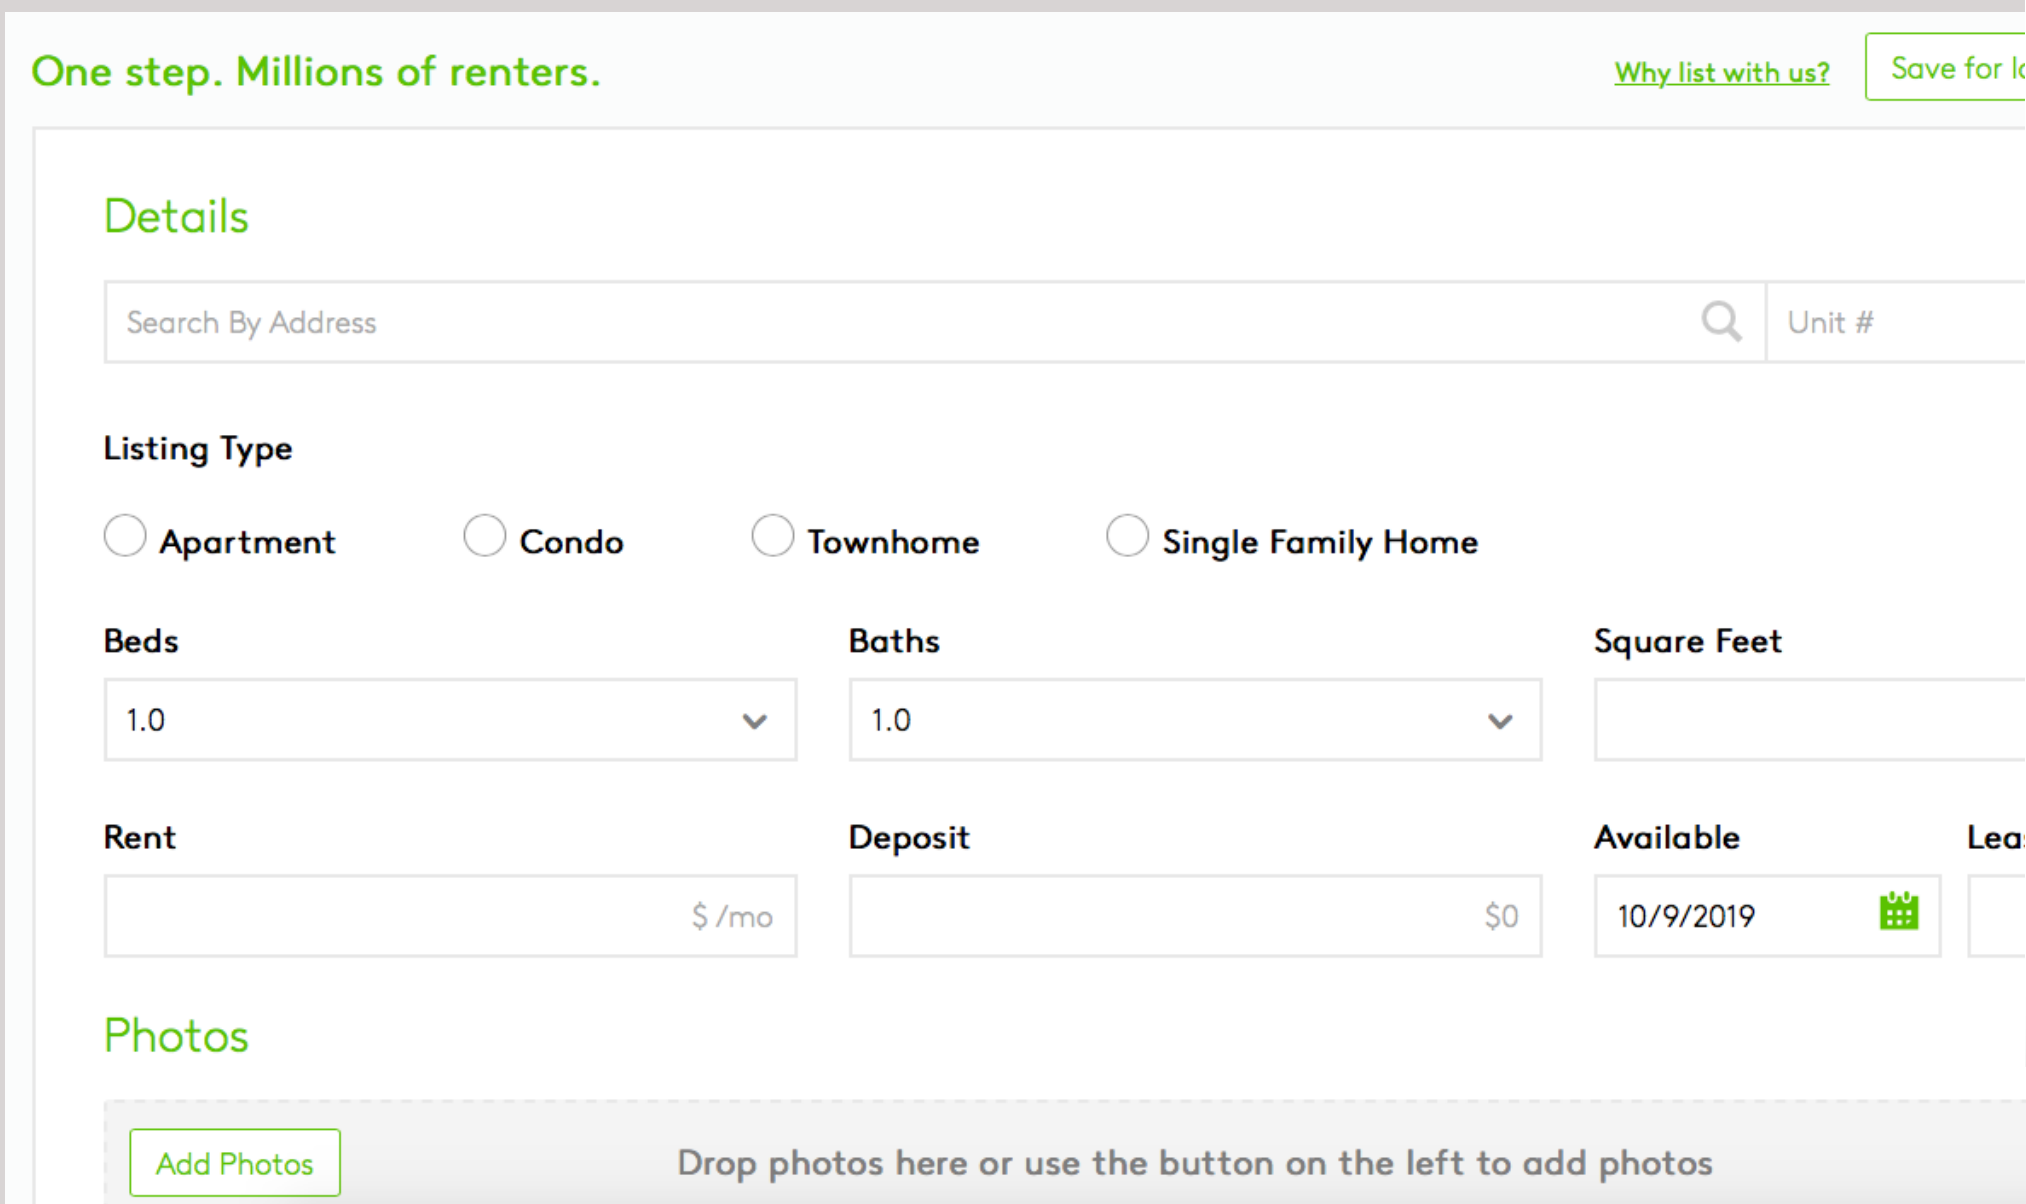 One step. Millions of renters. Why list with us? Save for
Details
Search By Address Unit #
Listing Type
Apartment Condo Townhome Single Family Home
Beds Baths Square Feet
1.0 1.0
Rent Deposit Available
$ /mo $0 10/9/2019
Photos
Add Photos Drop photos here or use the button on the left to add photos